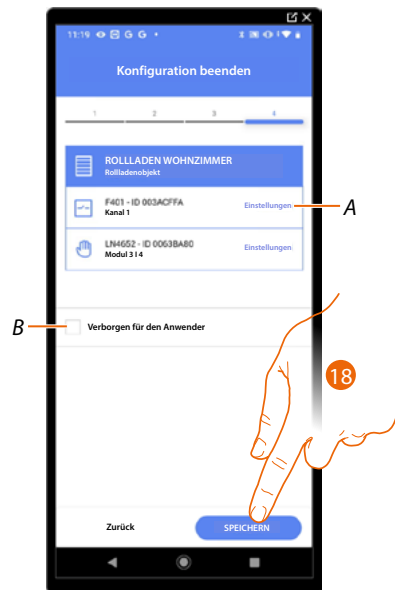 11:19 G G
Konfiguration beenden
1 2 3 4
ROLLLADEN WOHNZIMMER
Rollladenobjekt
F401 - ID 003ACFFA
Kanal 1
Einstellungen
A
LN4652 - ID 0063BA80
Modul 3 I 4
Einstellungen
B
Verborgen für den Anwender
18
Zurück
SPEICHERN